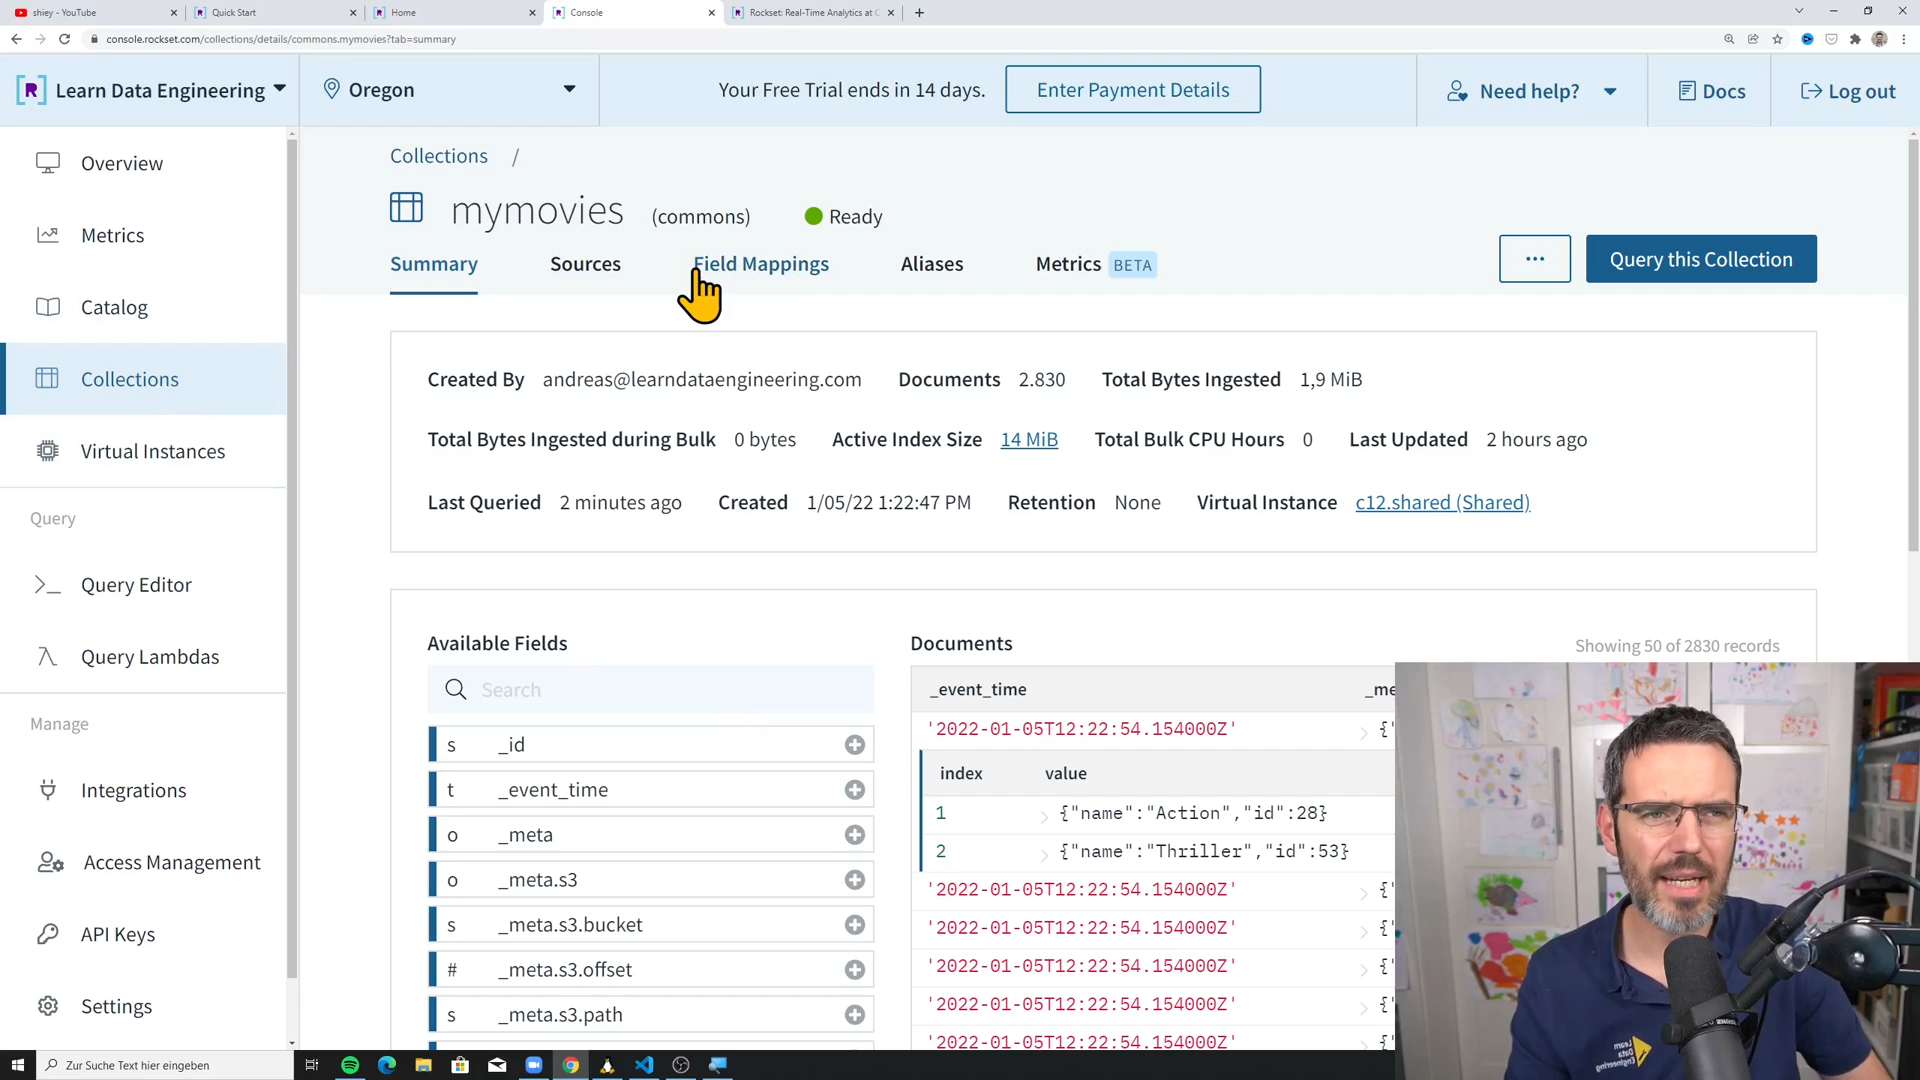 shiey - YouTube
Quick Start
Home
Console
Rockset: Real-Time Analytics at C
console.rockset.com/collections/details/commons.mymovies?tab=summary
[R] Learn Data Engineering
Oregon
Your Free Trial ends in 14 days.
Enter Payment Details
Need help?
Docs
Log out
Overview
Metrics
Catalog
Collections
Virtual Instances
Query
Query Editor
Query Lambdas
Manage
Integrations
Access Management
API Keys
Settings
Collections /
mymovies (commons) Ready
Summary Sources Field Mappings Aliases Metrics BETA
... Query this Collection
Created By andreas@learndataengineering.com Documents 2.830 Total Bytes Ingested 1,9 MiB
Total Bytes Ingested during Bulk 0 bytes Active Index Size 14 MiB Total Bulk CPU Hours 0 Last Updated 2 hours ago
Last Queried 2 minutes ago Created 1/05/22 1:22:47 PM Retention None Virtual Instance c12.shared (Shared)
Available Fields
Search
s _id
t _event_time
o _meta
o _meta.s3
s _meta.s3.bucket
# _meta.s3.offset
s _meta.s3.path
Documents
Showing 50 of 2830 records
_event_time _me
'2022-01-05T12:22:54.154000Z' {"
index value
1 {"name":"Action","id":28}
2 {"name":"Thriller","id":53}
'2022-01-05T12:22:54.154000Z' {"
'2022-01-05T12:22:54.154000Z' {"
'2022-01-05T12:22:54.154000Z' {"
'2022-01-05T12:22:54.154000Z' {"
'2022-01-05T12:22:54.154000Z' {"
Learn
Data
Engineering
Zur Suche Text hier eingeben